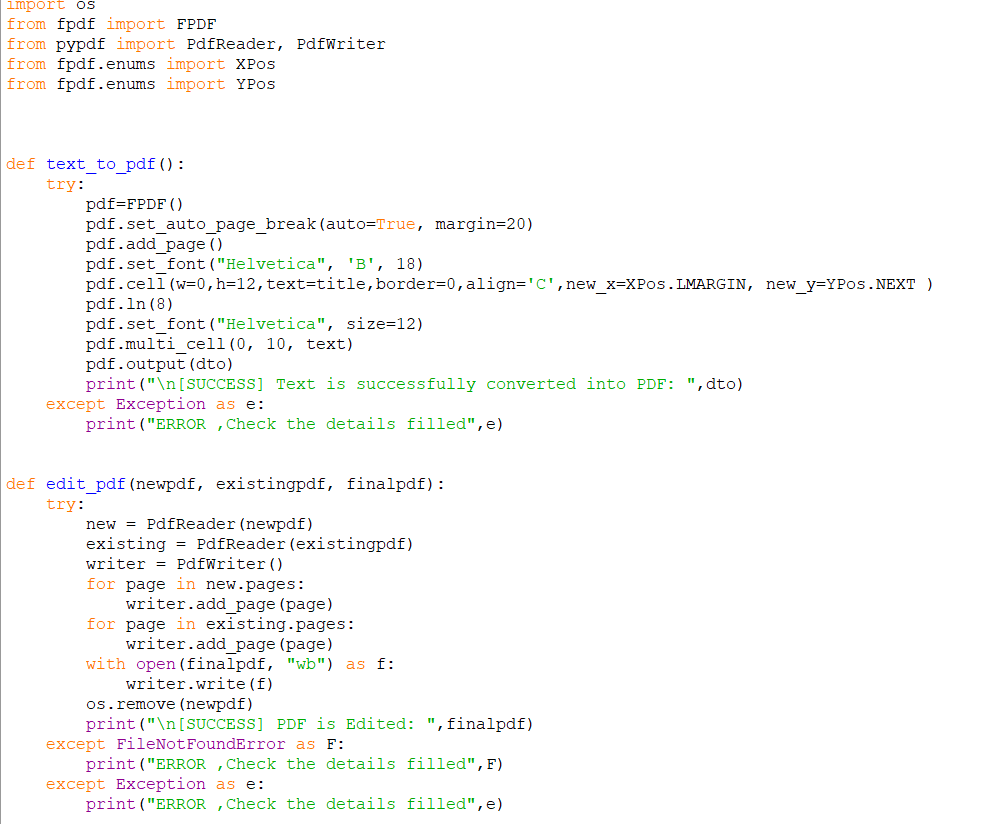 import os
from fpdf import FPDF
from pypdf import PdfReader, PdfWriter
from fpdf.enums import XPos
from fpdf.enums import YPos
def text_to_pdf():
    try:
        pdf=FPDF()
        pdf.set_auto_page_break(auto=True, margin=20)
        pdf.add_page()
        pdf.set_font("Helvetica", 'B', 18)
        pdf.cell(w=0,h=12,text=title,border=0,align='C',new_x=XPos.LMARGIN, new_y=YPos.NEXT )
        pdf.ln(8)
        pdf.set_font("Helvetica", size=12)
        pdf.multi_cell(0, 10, text)
        pdf.output(dto)
        print("\n[SUCCESS] Text is successfully converted into PDF: ",dto)
    except Exception as e:
        print("ERROR ,Check the details filled",e)
def edit_pdf(newpdf, existingpdf, finalpdf):
    try:
        new = PdfReader(newpdf)
        existing = PdfReader(existingpdf)
        writer = PdfWriter()
        for page in new.pages:
            writer.add_page(page)
        for page in existing.pages:
            writer.add_page(page)
        with open(finalpdf, "wb") as f:
            writer.write(f)
        os.remove(newpdf)
        print("\n[SUCCESS] PDF is Edited: ",finalpdf)
    except FileNotFoundError as F:
        print("ERROR ,Check the details filled",F)
    except Exception as e:
        print("ERROR ,Check the details filled",e)